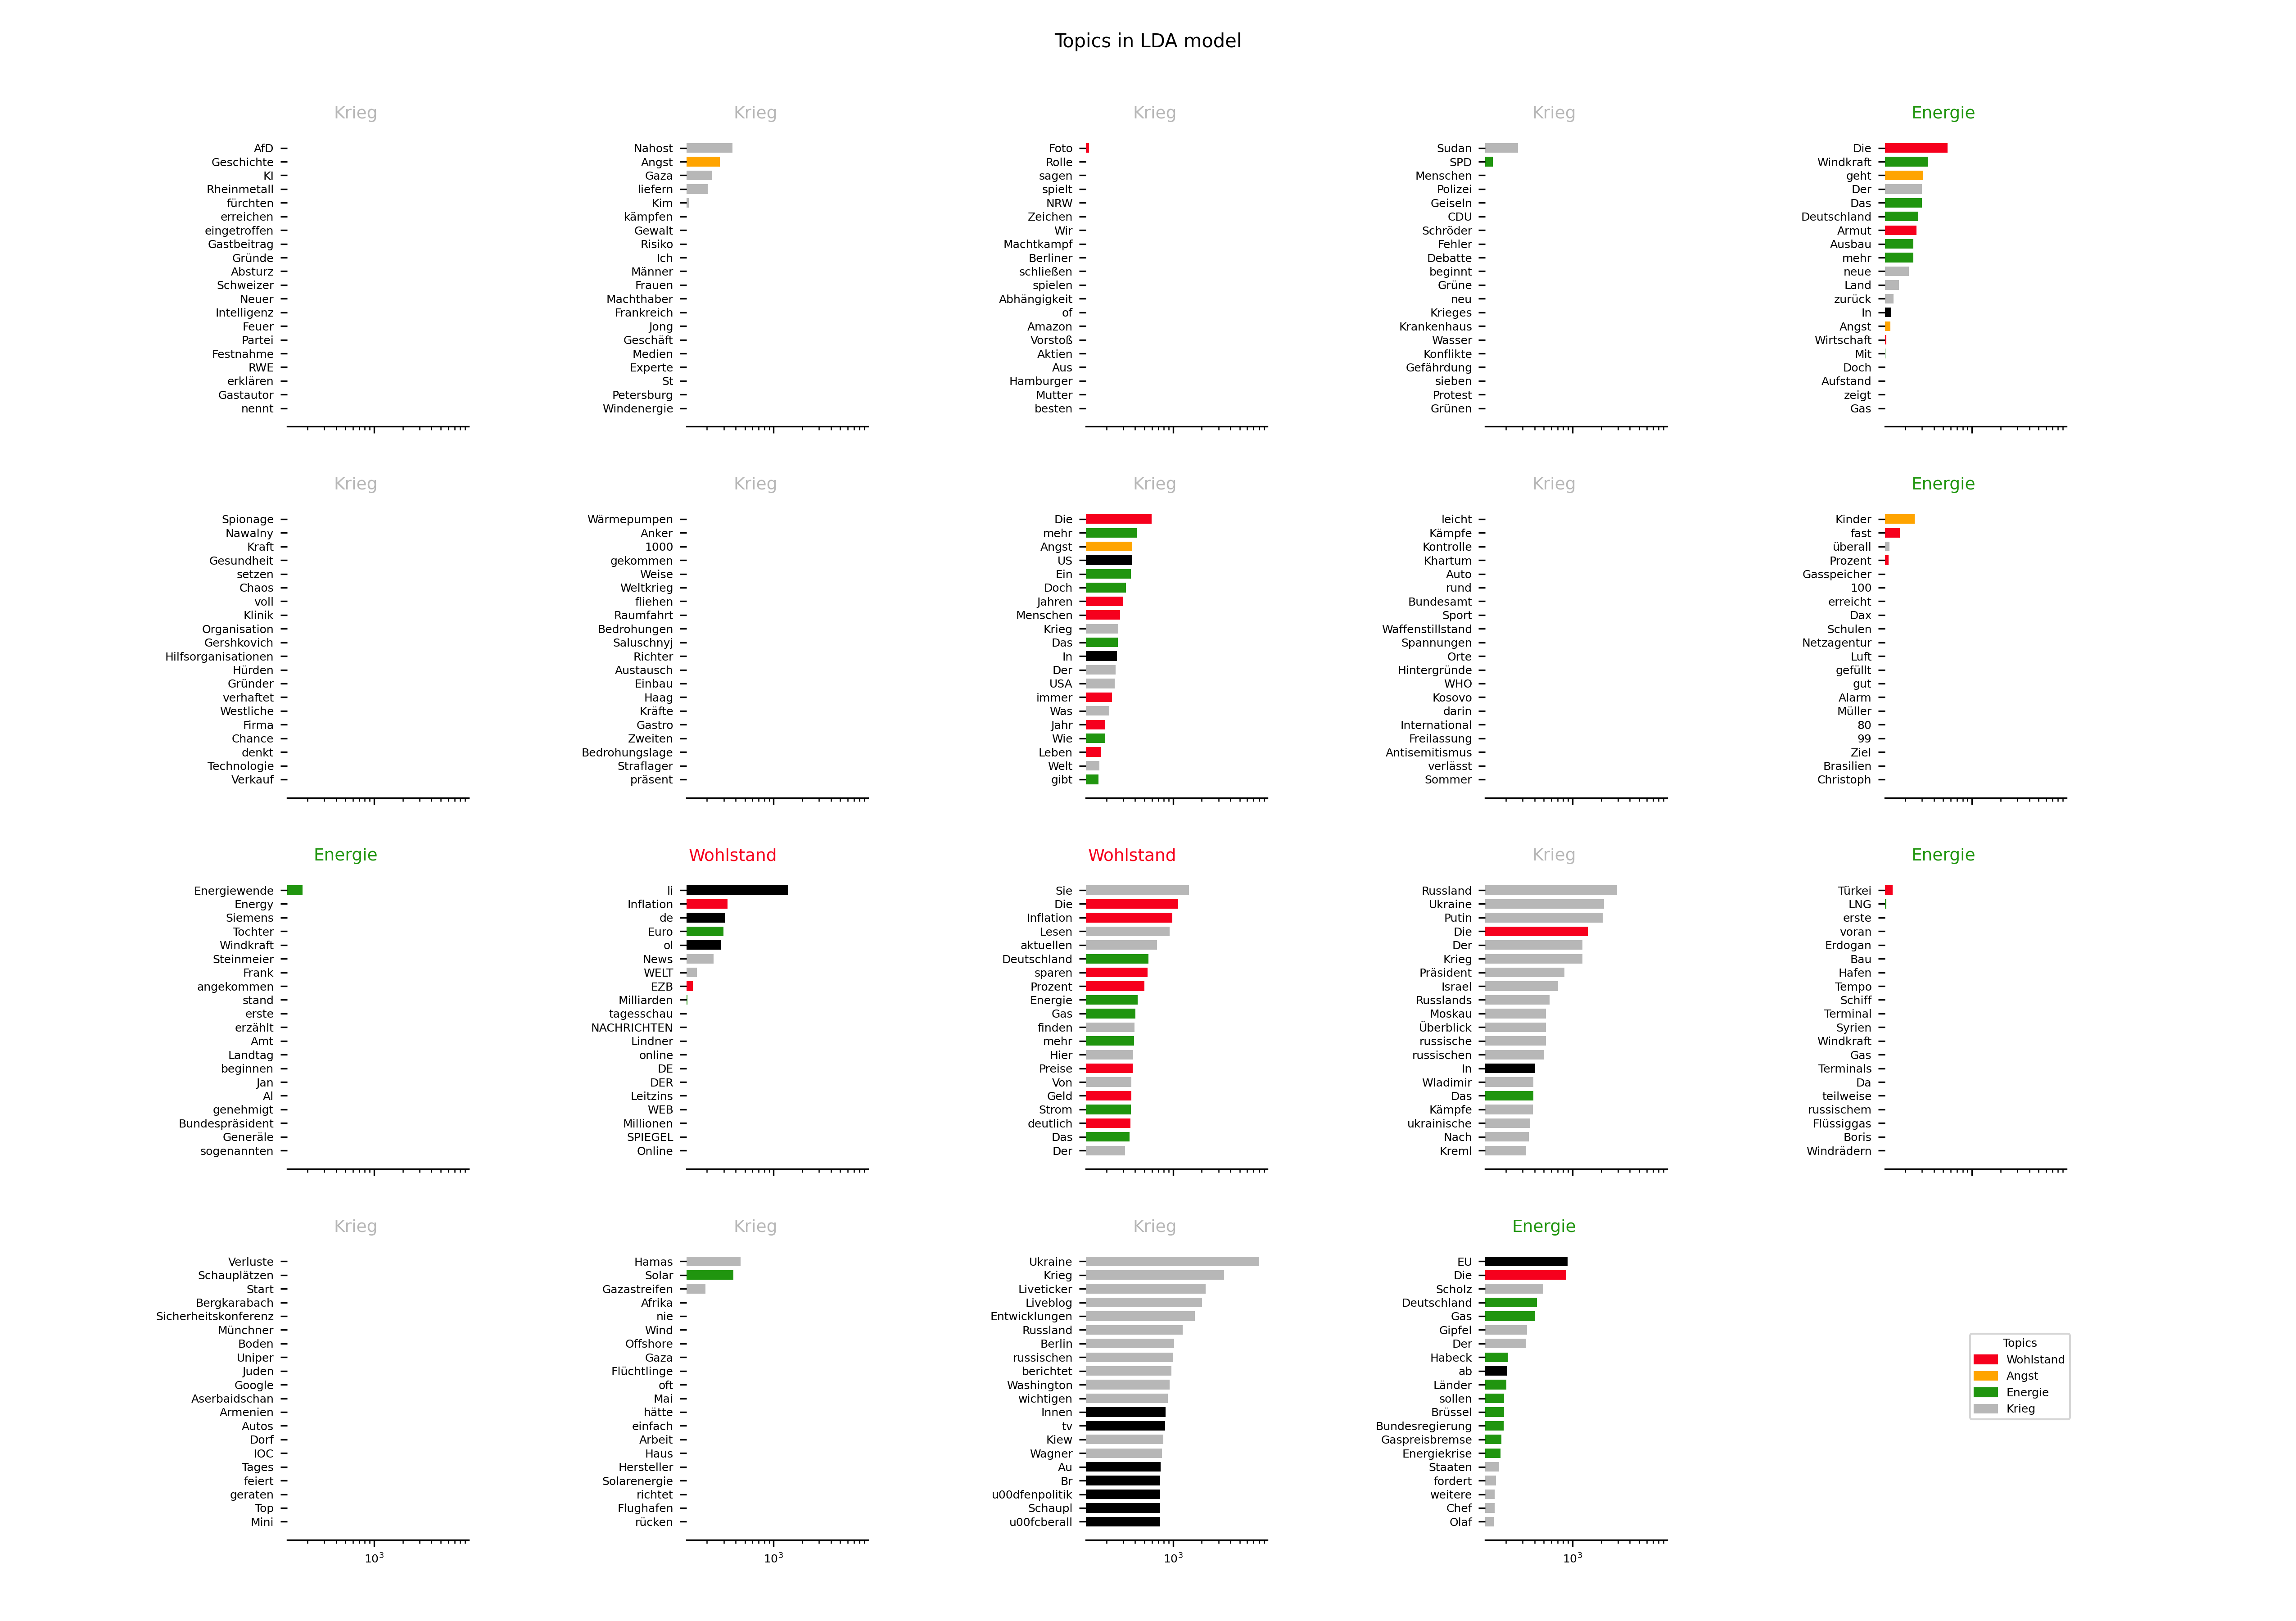 Topics in LDA model
Krieg
AfD
Geschichte
KI
Rheinmetall
fürchten
erreichen
eingetroffen
Gastbeitrag
Gründe
Absturz
Schweizer
Neuer
Intelligenz
Feuer
Partei
Festnahme
RWE
erklären
Gastautor
nennt
Krieg
Nahost
Angst
Gaza
liefern
Kim
kämpfen
Gewalt
Risiko
Ich
Männer
Frauen
Machthaber
Frankreich
Jong
Geschäft
Medien
Experte
St
Petersburg
Windenergie
Krieg
Foto
Rolle
sagen
spielt
NRW
Zeichen
Wir
Machtkampf
Berliner
schließen
spielen
Abhängigkeit
of
Amazon
Vorstoß
Aktien
Aus
Hamburger
Mutter
besten
Krieg
Sudan
SPD
Menschen
Polizei
Geiseln
CDU
Schröder
Fehler
Debatte
beginnt
Grüne
neu
Krieges
Krankenhaus
Wasser
Konflikte
Gefährdung
sieben
Protest
Grünen
Energie
Die
Windkraft
geht
Der
Das
Deutschland
Armut
Ausbau
mehr
neue
Land
zurück
In
Angst
Wirtschaft
Mit
Doch
Aufstand
zeigt
Gas
Krieg
Spionage
Nawalny
Kraft
Gesundheit
setzen
Chaos
voll
Klinik
Organisation
Gershkovich
Hilfsorganisationen
Hürden
Gründer
verhaftet
Westliche
Firma
Chance
denkt
Technologie
Verkauf
Krieg
Wärmepumpen
Anker
1000
gekommen
Weise
Weltkrieg
fliehen
Raumfahrt
Bedrohungen
Saluschnyj
Richter
Austausch
Einbau
Haag
Kräfte
Gastro
Zweiten
Bedrohungslage
Straflager
präsent
Krieg
Die
mehr
Angst
US
Ein
Doch
Jahren
Menschen
Krieg
Das
In
Der
USA
immer
Was
Jahr
Wie
Leben
Welt
gibt
Krieg
leicht
Kämpfe
Kontrolle
Khartum
Auto
rund
Bundesamt
Sport
Waffenstillstand
Spannungen
Orte
Hintergründe
WHO
Kosovo
darin
International
Freilassung
Antisemitismus
verlässt
Sommer
Energie
Kinder
fast
überall
Prozent
Gasspeicher
100
erreicht
Dax
Schulen
Netzagentur
Luft
gefüllt
gut
Alarm
Müller
80
99
Ziel
Brasilien
Christoph
Energie
Energiewende
Energy
Siemens
Tochter
Windkraft
Steinmeier
Frank
angekommen
stand
erste
erzählt
Amt
Landtag
beginnen
Jan
Al
genehmigt
Bundespräsident
Generäle
sogenannten
Wohlstand
li
Inflation
de
Euro
ol
News
WELT
EZB
Milliarden
tagesschau
NACHRICHTEN
Lindner
online
DE
DER
Leitzins
WEB
Millionen
SPIEGEL
Online
Wohlstand
Sie
Die
Inflation
Lesen
aktuellen
Deutschland
sparen
Prozent
Energie
Gas
finden
mehr
Hier
Preise
Von
Geld
Strom
deutlich
Das
Der
Krieg
Russland
Ukraine
Putin
Die
Der
Krieg
Präsident
Israel
Russlands
Moskau
Überblick
russische
russischen
In
Wladimir
Das
Kämpfe
ukrainische
Nach
Kreml
Energie
Türkei
LNG
erste
voran
Erdogan
Bau
Hafen
Tempo
Schiff
Terminal
Syrien
Windkraft
Gas
Terminals
Da
teilweise
russischem
Flüssiggas
Boris
Windrädern
Krieg
Verluste
Schauplätzen
Start
Bergkarabach
Sicherheitskonferenz
Münchner
Boden
Uniper
Juden
Google
Aserbaidschan
Armenien
Autos
Dorf
IOC
Tages
feiert
geraten
Top
Mini
10³
Krieg
Hamas
Solar
Gazastreifen
Afrika
nie
Wind
Offshore
Gaza
Flüchtlinge
oft
Mai
hätte
einfach
Arbeit
Haus
Hersteller
Solarenergie
richtet
Flughafen
rücken
10³
Krieg
Ukraine
Krieg
Liveticker
Liveblog
Entwicklungen
Russland
Berlin
russischen
berichtet
Washington
wichtigen
Innen
tv
Kiew
Wagner
Au
Br
u00dfenpolitik
Schaupl
u00fcberall
10³
Energie
EU
Die
Scholz
Deutschland
Gas
Gipfel
Der
Habeck
ab
Länder
sollen
Brüssel
Bundesregierung
Gaspreisbremse
Energiekrise
Staaten
fordert
weitere
Chef
Olaf
10³
Topics
Wohlstand
Angst
Energie
Krieg